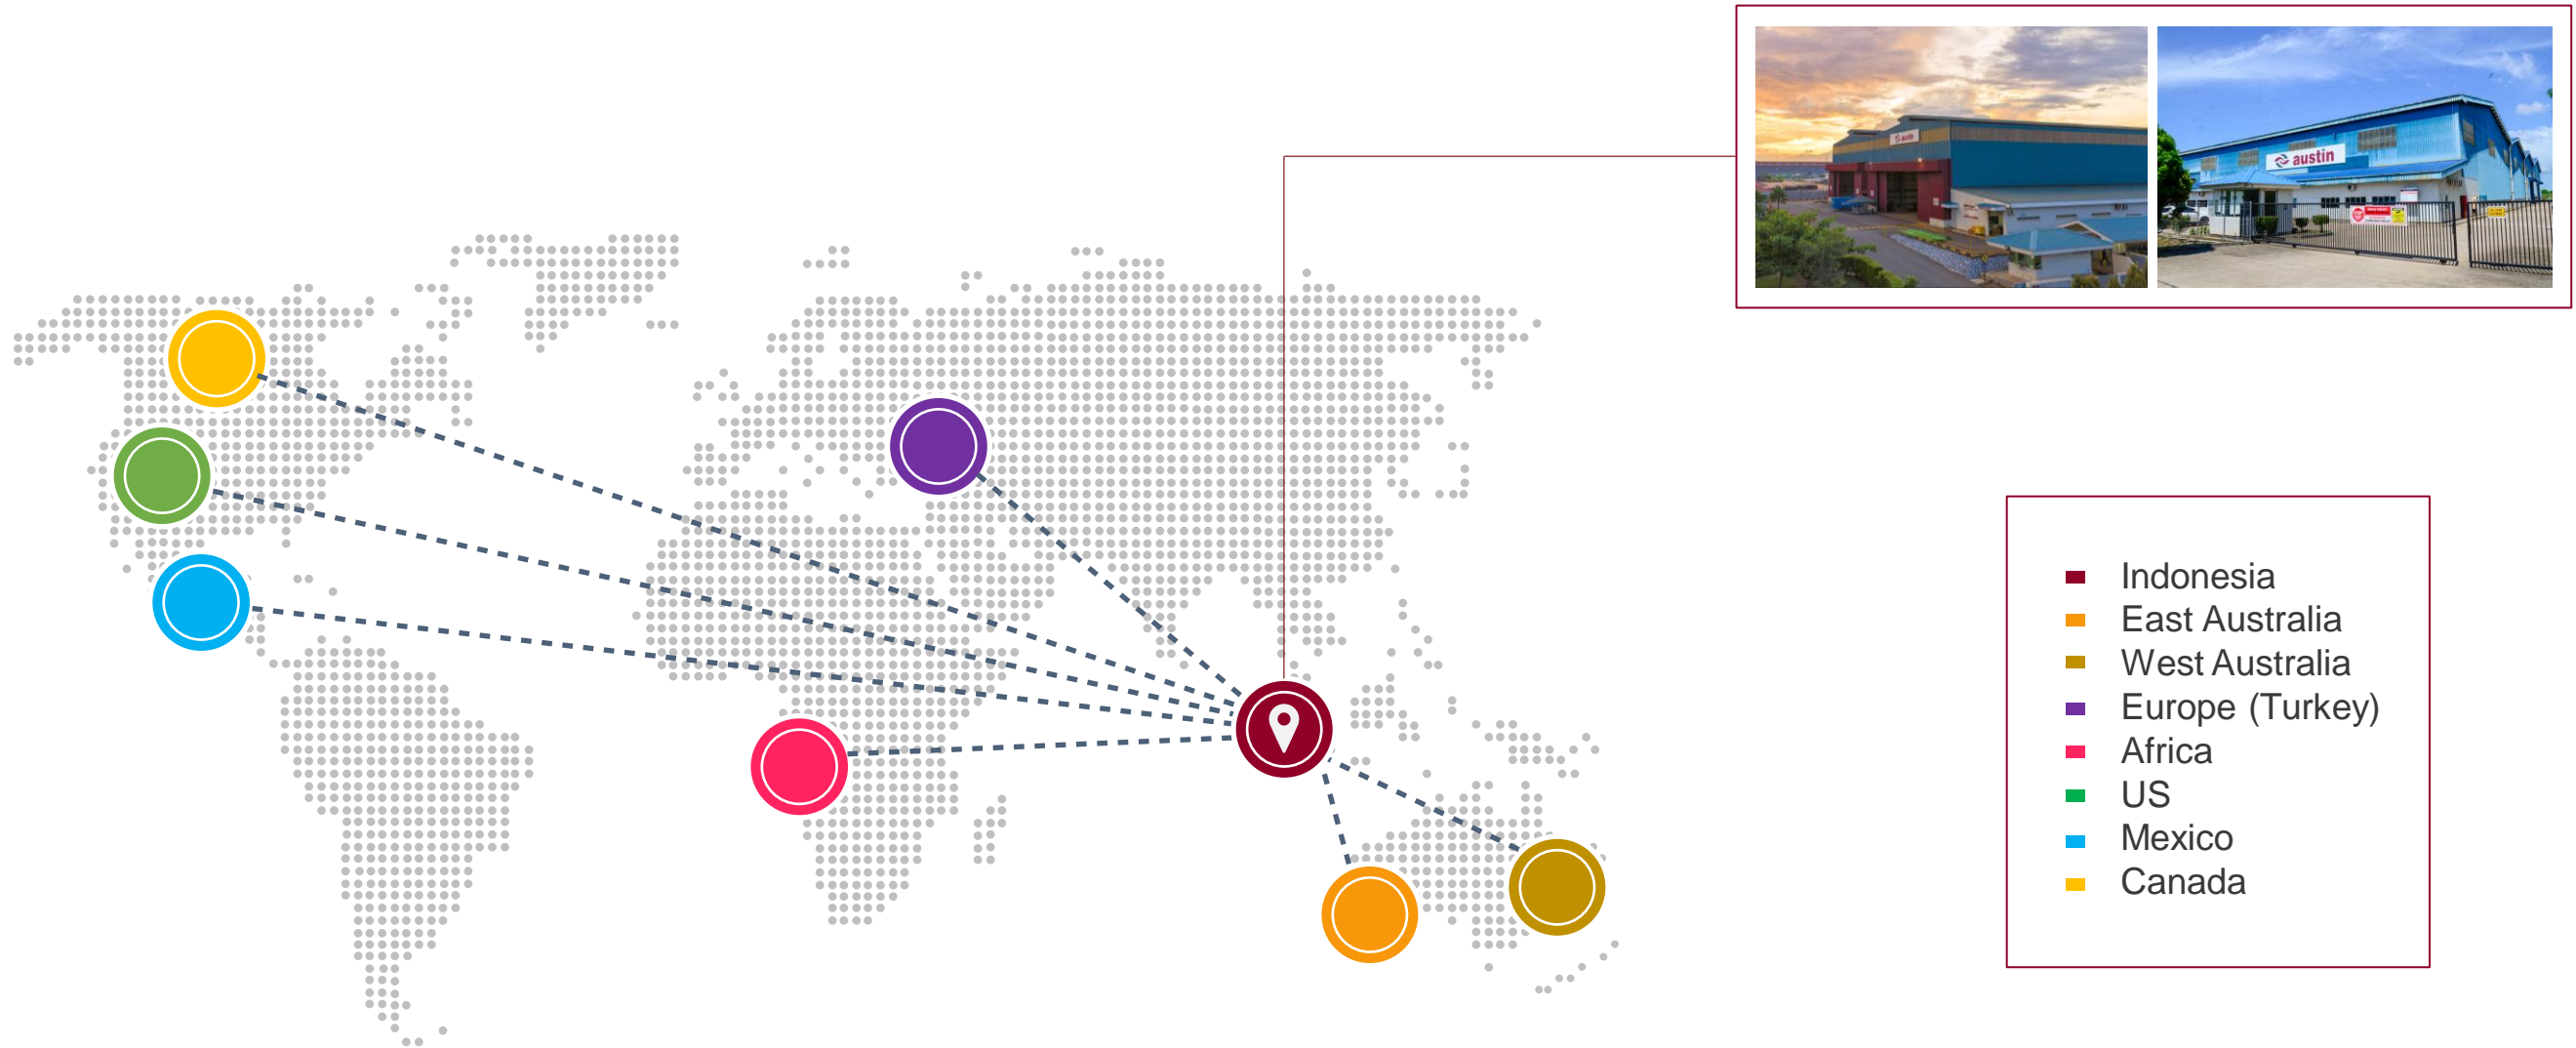 austin
austin
Indonesia
East Australia
West Australia
Europe (Turkey)
Africa
US
Mexico
Canada